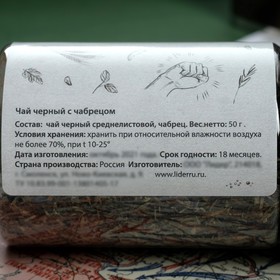 Чай черный с чабрецом
Состав: чай черный среднелистовой, чабрец. Вес.нетто: 50 г.
Условия хранения: хранить при относительной влажности воздуха
не более 70%, при t 10-25°
Дата изготовления: Срок годности: 18 месяцев.
Страна производства: Россия Изготовитель:
www.liderru.ru.